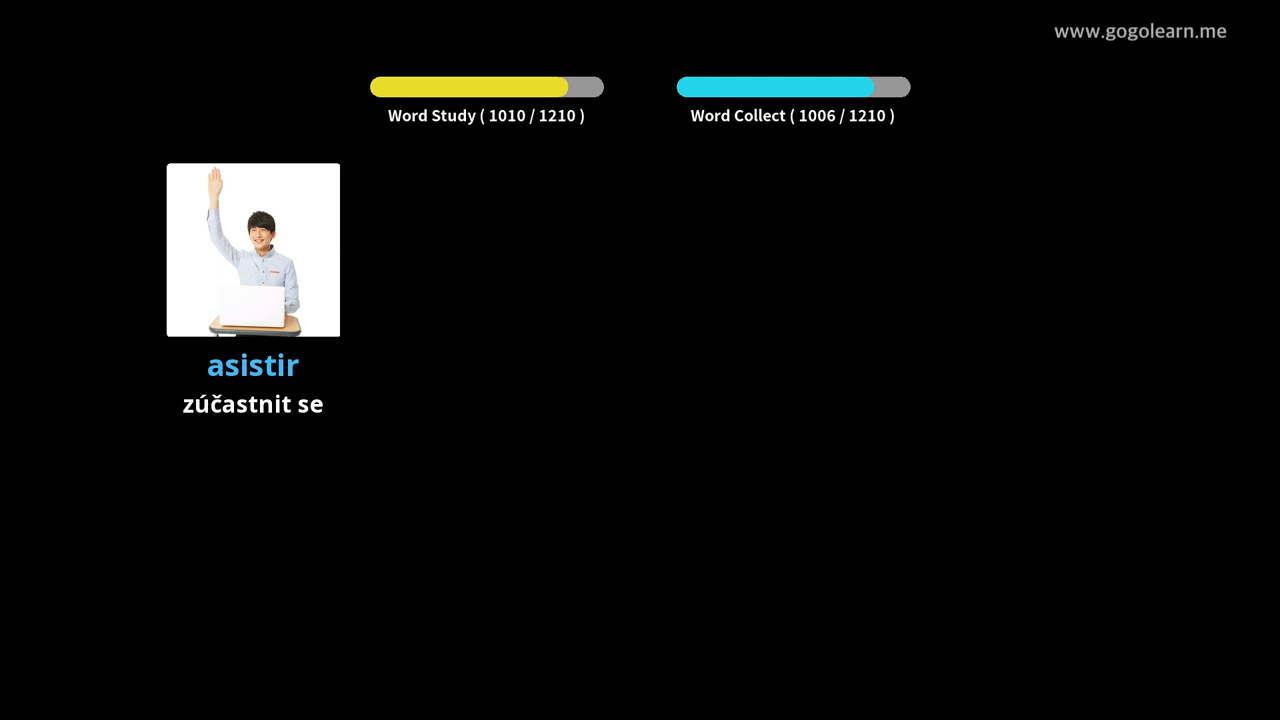 www.gogolearn.me
Word Study ( 1010 / 1210 )
Word Collect ( 1006 / 1210 )
asistir
zúčastnit se